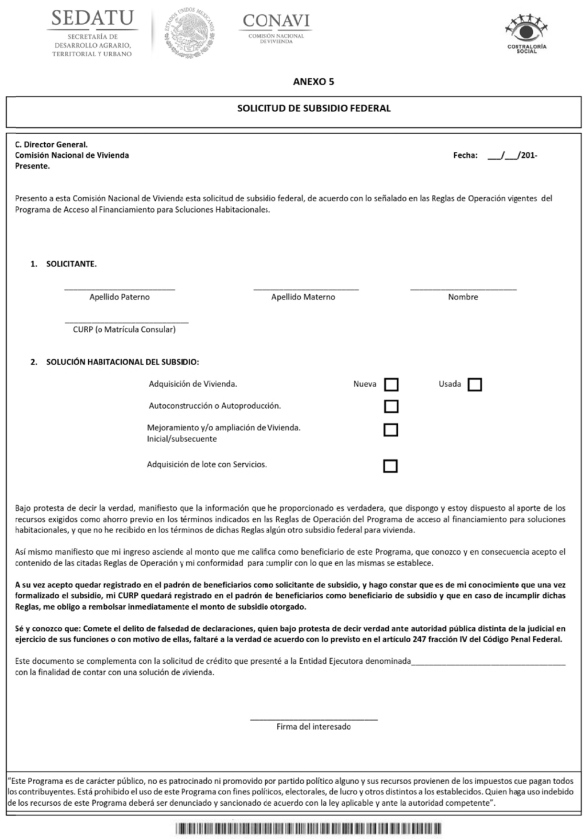 SEDATU
SECRETARÍA DE
DESARROLLO AGRARIO,
TERRITORIAL Y URBANO
ESTADOS UNIDOS MEXICANOS
CONAVI
COMISIÓN NACIONAL
DE VIVIENDA
CONTRALORÍA
SOCIAL
ANEXO 5
SOLICITUD DE SUBSIDIO FEDERAL
C. Director General.
Comisión Nacional de Vivienda
Fecha: __/__/201-
Presente.
Presento a esta Comisión Nacional de Vivienda esta solicitud de subsidio federal, de acuerdo con lo señalado en las Reglas de Operación vigentes del
Programa de Acceso al Financiamiento para Soluciones Habitacionales.
1. SOLICITANTE.
Apellido Paterno Apellido Materno Nombre
CURP (o Matrícula Consular)
2. SOLUCIÓN HABITACIONAL DEL SUBSIDIO:
Adquisición de Vivienda. Nueva Usada
Autoconstrucción o Autoproducción.
Mejoramiento y/o ampliación de Vivienda.
Inicial/subsecuente
Adquisición de lote con Servicios.
Bajo protesta de decir la verdad, manifiesto que la información que he proporcionado es verdadera, que dispongo y estoy dispuesto al aporte de los
recursos exigidos como ahorro previo en los términos indicados en las Reglas de Operación del Programa de acceso al financiamiento para soluciones
habitacionales, y que no he recibido en los términos de dichas Reglas algún otro subsidio federal para vivienda.
Así mismo manifiesto que mi ingreso asciende al monto que me califica como beneficiario de este Programa, que conozco y en consecuencia acepto el
contenido de las citadas Reglas de Operación y mi conformidad para cumplir con lo que en las mismas se establece.
A su vez acepto quedar registrado en el padrón de beneficiarios como solicitante de subsidio, y hago constar que es de mi conocimiento que una vez
formalizado el subsidio, mi CURP quedará registrado en el padrón de beneficiarios como beneficiario de subsidio y que en caso de incumplir dichas
Reglas, me obligo a rembolsar inmediatamente el monto de subsidio otorgado.
Sé y conozco que: Comete el delito de falsedad de declaraciones, quien bajo protesta de decir verdad ante autoridad pública distinta de la judicial en
ejercicio de sus funciones o con motivo de ellas, faltaré a la verdad de acuerdo con lo previsto en el artículo 247 fracción IV del Código Penal Federal.
Este documento se complementa con la solicitud de crédito que presenté a la Entidad Ejecutora denominada
con la finalidad de contar con una solución de vivienda.
Firma del interesado
"Este Programa es de carácter público, no es patrocinado ni promovido por partido político alguno y sus recursos provienen de los impuestos que pagan todos
los contribuyentes. Está prohibido el uso de este Programa con fines políticos, electorales, de lucro y otros distintos a los establecidos. Quien haga uso indebido
de los recursos de este Programa deberá ser denunciado y sancionado de acuerdo con la ley aplicable y ante la autoridad competente".